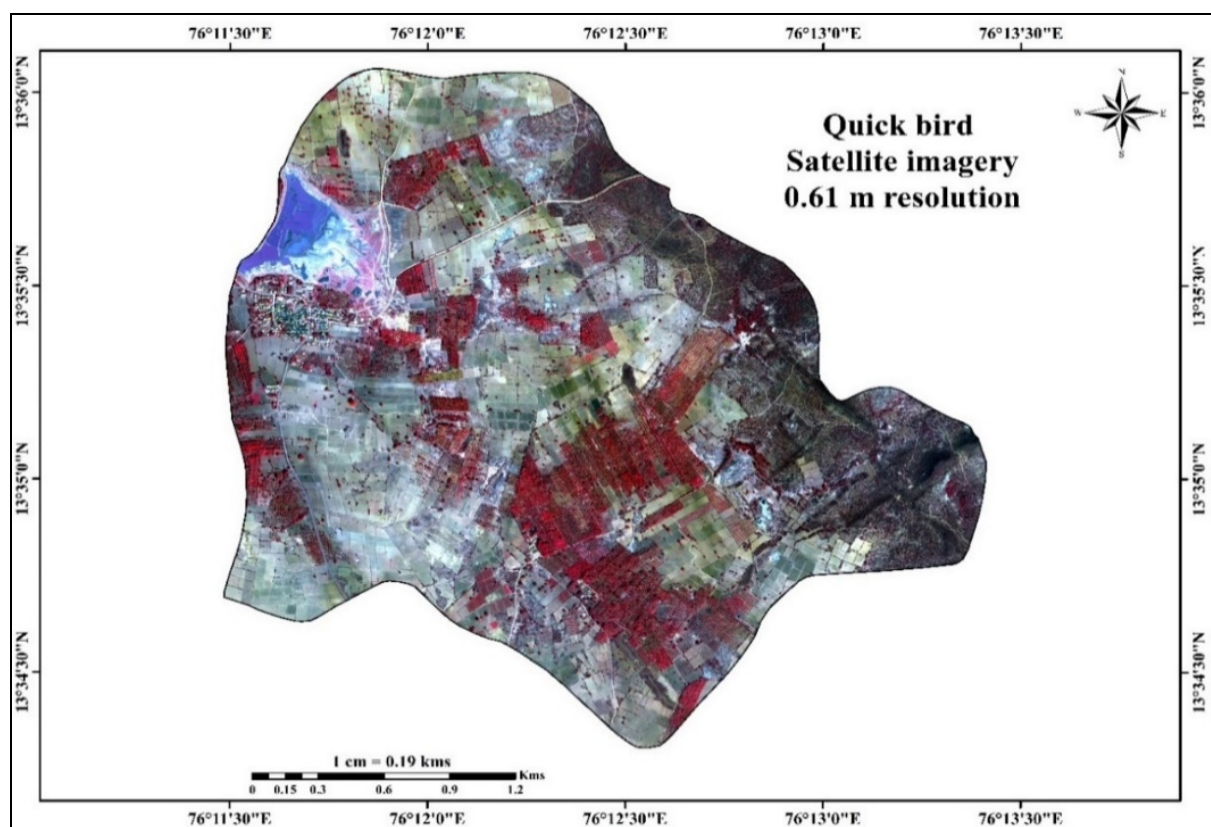 76°11'30"E 76°12'0"E 76°12'30"E 76°13'0"E 76°13'30"E
N
W E
S
Quick bird
Satellite imagery
0.61 m resolution
13°36'0"N 13°36'0"N
13°35'30"N 13°35'30"N
13°35'0"N 13°35'0"N
13°34'30"N 13°34'30"N
1 cm = 0.19 kms
Kms
0 0.15 0.3 0.6 0.9 1.2
76°11'30"E 76°12'0"E 76°12'30"E 76°13'0"E 76°13'30"E